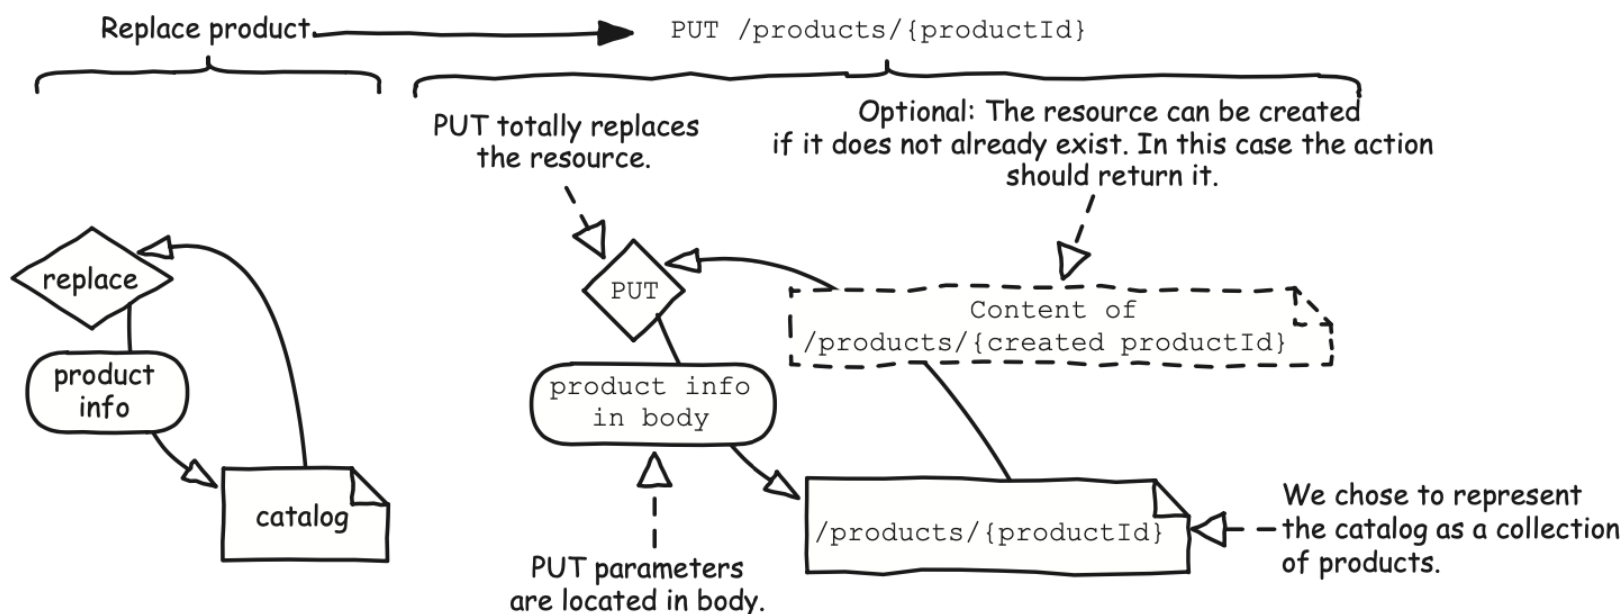 Replace product
PUT /products/{productId}
PUT totally replaces
the resource.
Optional: The resource can be created
if it does not already exist. In this case the action
should return it.
replace
product
info
catalog
PUT
product info
in body
Content of
/products/{created productId}
/products/{productId}
We chose to represent
the catalog as a collection
of products.
PUT parameters
are located in body.